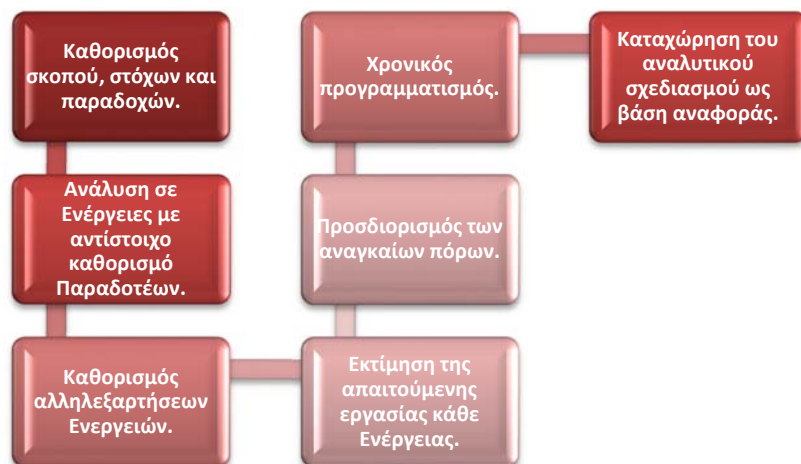 Καθορισμός
σκοπού, στόχων και
παραδοχών.
Ανάλυση σε
Ενέργειες με
αντίστοιχο
καθορισμό
Παραδοτέων.
Καθορισμός
αλληλεξαρτήσεων
Ενεργειών.
Εκτίμηση της
απαιτούμενης
εργασίας κάθε
Ενέργειας.
Προσδιορισμός των
αναγκαίων πόρων.
Χρονικός
προγραμματισμός.
Καταχώρηση του
αναλυτικού
σχεδιασμού ως
βάση αναφοράς.